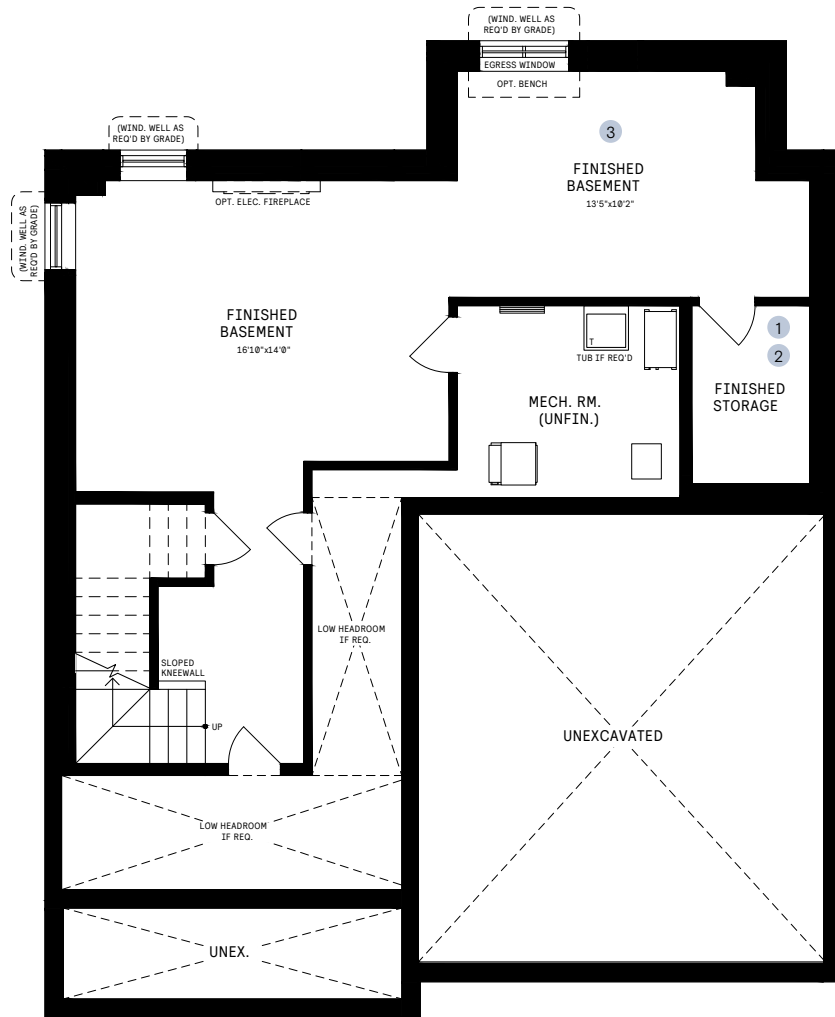 (WIND. WELL AS
REQ'D BY GRADE)
EGRESS WINDOW
OPT. BENCH
(WIND. WELL AS
REQ'D BY GRADE)
3
FINISHED
BASEMENT
13'5"x10'2"
OPT. ELEC. FIREPLACE
(WIND. WELL AS
REQ'D BY GRADE)
FINISHED
BASEMENT
16'10"x14'0"
T
TUB IF REQ'D
1
2
FINISHED
STORAGE
MECH. RM.
(UNFIN.)
LOW HEADROOM
IF REQ.
SLOPED
KNEEWALL
UP
UNEXCAVATED
LOW HEADROOM
IF REQ.
UNEX.